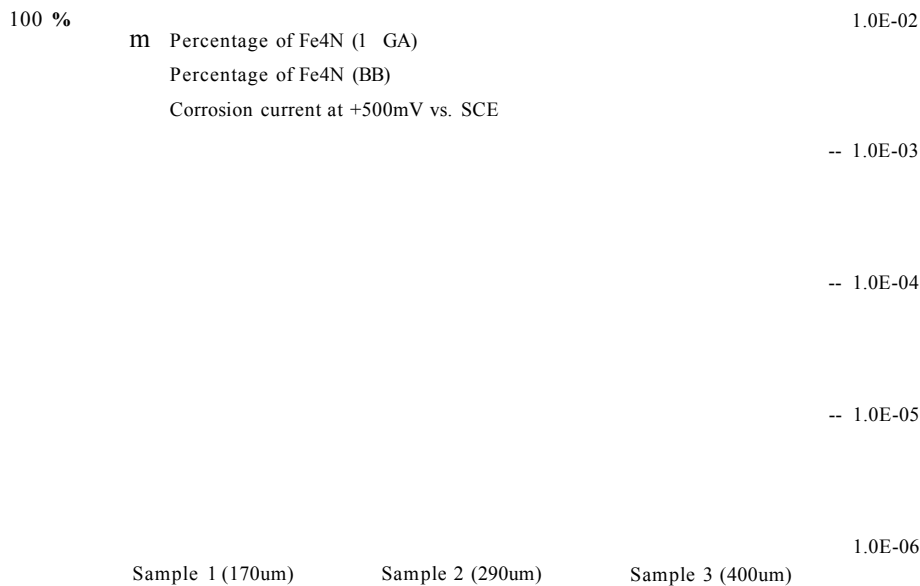 100 %
1.0E-02
m Percentage of Fe4N (1 GA)
Percentage of Fe4N (BB)
Corrosion current at +500mV vs. SCE
-- 1.0E-03
-- 1.0E-04
-- 1.0E-05
1.0E-06
Sample 1 (170um) Sample 2 (290um) Sample 3 (400um)